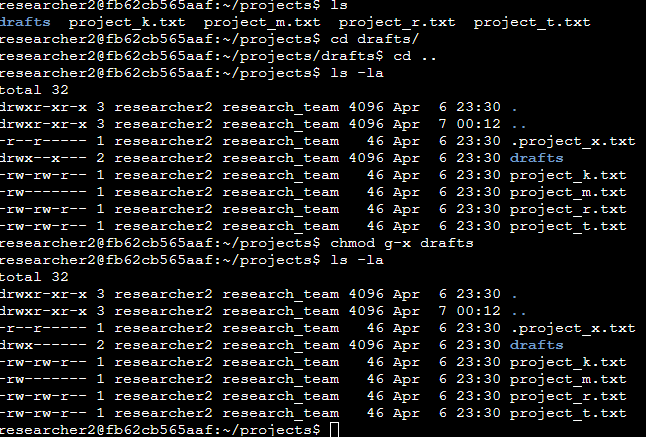 researcher2@fb62cb565aaf:~/projects$ ls
drafts  project_k.txt  project_m.txt  project_r.txt  project_t.txt
researcher2@fb62cb565aaf:~/projects$ cd drafts/
researcher2@fb62cb565aaf:~/projects/drafts$ cd ..
researcher2@fb62cb565aaf:~/projects$ ls -la
total 32
drwxr-xr-x 3 researcher2 research_team 4096 Apr  6 23:30 .
drwxr-xr-x 3 researcher2 research_team 4096 Apr  7 00:12 ..
-r--r----- 1 researcher2 research_team   46 Apr  6 23:30 .project_x.txt
drwx--x--- 2 researcher2 research_team 4096 Apr  6 23:30 drafts
-rw-rw-r-- 1 researcher2 research_team   46 Apr  6 23:30 project_k.txt
-rw------- 1 researcher2 research_team   46 Apr  6 23:30 project_m.txt
-rw-rw-r-- 1 researcher2 research_team   46 Apr  6 23:30 project_r.txt
-rw-rw-r-- 1 researcher2 research_team   46 Apr  6 23:30 project_t.txt
researcher2@fb62cb565aaf:~/projects$ chmod g-x drafts
researcher2@fb62cb565aaf:~/projects$ ls -la
total 32
drwxr-xr-x 3 researcher2 research_team 4096 Apr  6 23:30 .
drwxr-xr-x 3 researcher2 research_team 4096 Apr  7 00:12 ..
-r--r----- 1 researcher2 research_team   46 Apr  6 23:30 .project_x.txt
drwx------ 2 researcher2 research_team 4096 Apr  6 23:30 drafts
-rw-rw-r-- 1 researcher2 research_team   46 Apr  6 23:30 project_k.txt
-rw------- 1 researcher2 research_team   46 Apr  6 23:30 project_m.txt
-rw-rw-r-- 1 researcher2 research_team   46 Apr  6 23:30 project_r.txt
-rw-rw-r-- 1 researcher2 research_team   46 Apr  6 23:30 project_t.txt
researcher2@fb62cb565aaf:~/projects$